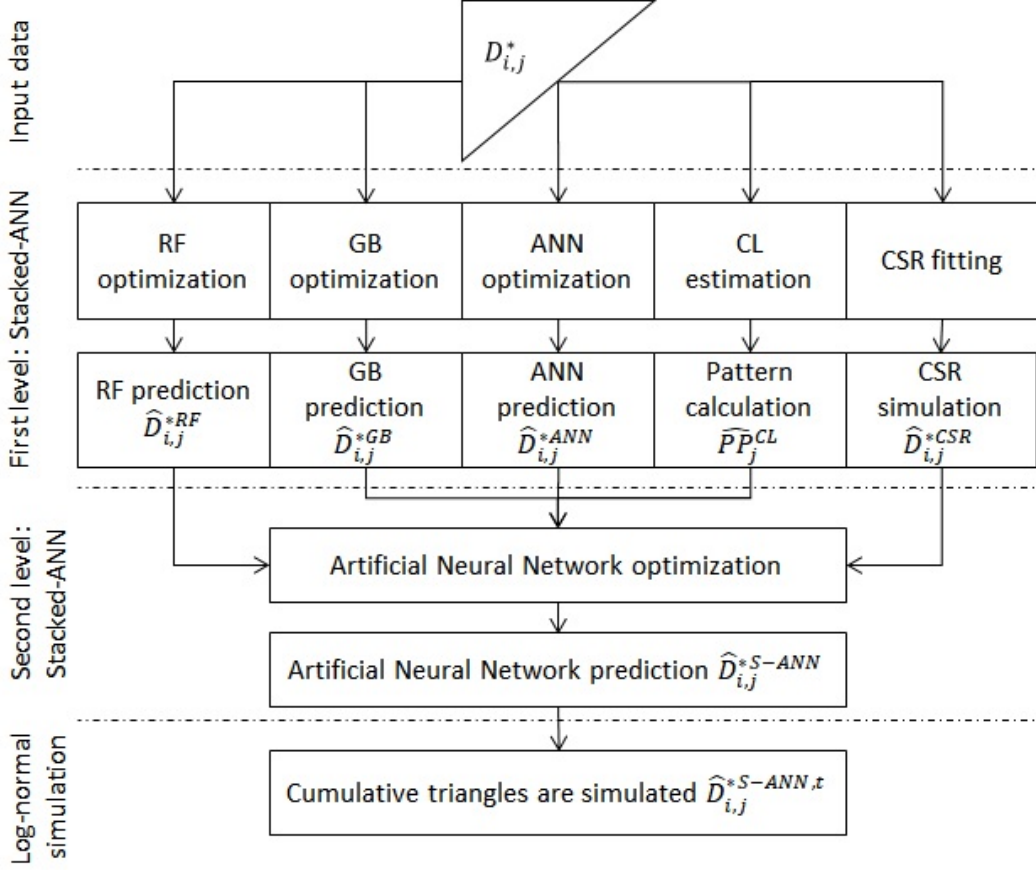 Input data
D*i,j
First level: Stacked-ANN
RF
optimization
GB
optimization
ANN
optimization
CL
estimation
CSR fitting
RF prediction
D̂*RF i,j
GB
prediction
D̂*GB i,j
ANN
prediction
D̂*ANN i,j
Pattern
calculation
P̂P CL j
CSR
simulation
D̂*CSR i,j
Second level:
Stacked-ANN
Artificial Neural Network optimization
Artificial Neural Network prediction D̂*S−ANN i,j
Log-normal
simulation
Cumulative triangles are simulated D̂*S−ANN,t i,j